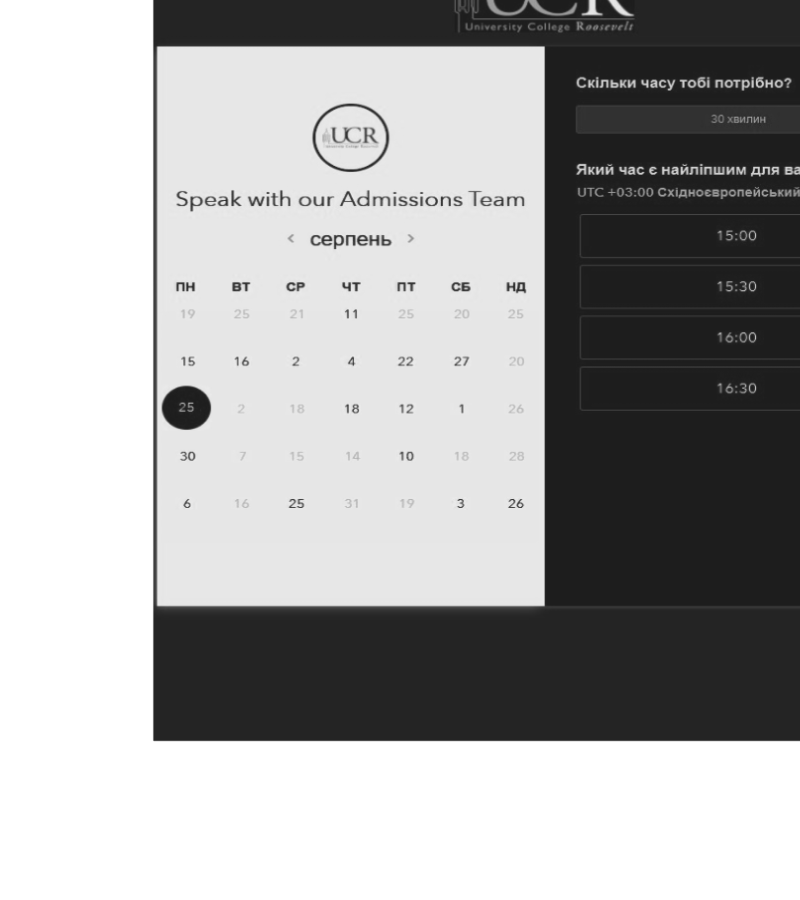 UCR
University College Roosevelt
UCR
Speak with our Admissions Team
< серпень >
ПН ВТ СР ЧТ ПТ СБ НД
19 25 21 11 25 20 25
15 16 2 4 22 27 20
25 2 18 18 12 1 26
30 7 15 14 10 18 28
6 16 25 31 19 3 26
Скільки часу тобі потрібно?
30 хвилин
Який час є найліпшим для ва
UTC +03:00 Східноєвропейський
15:00
15:30
16:00
16:30